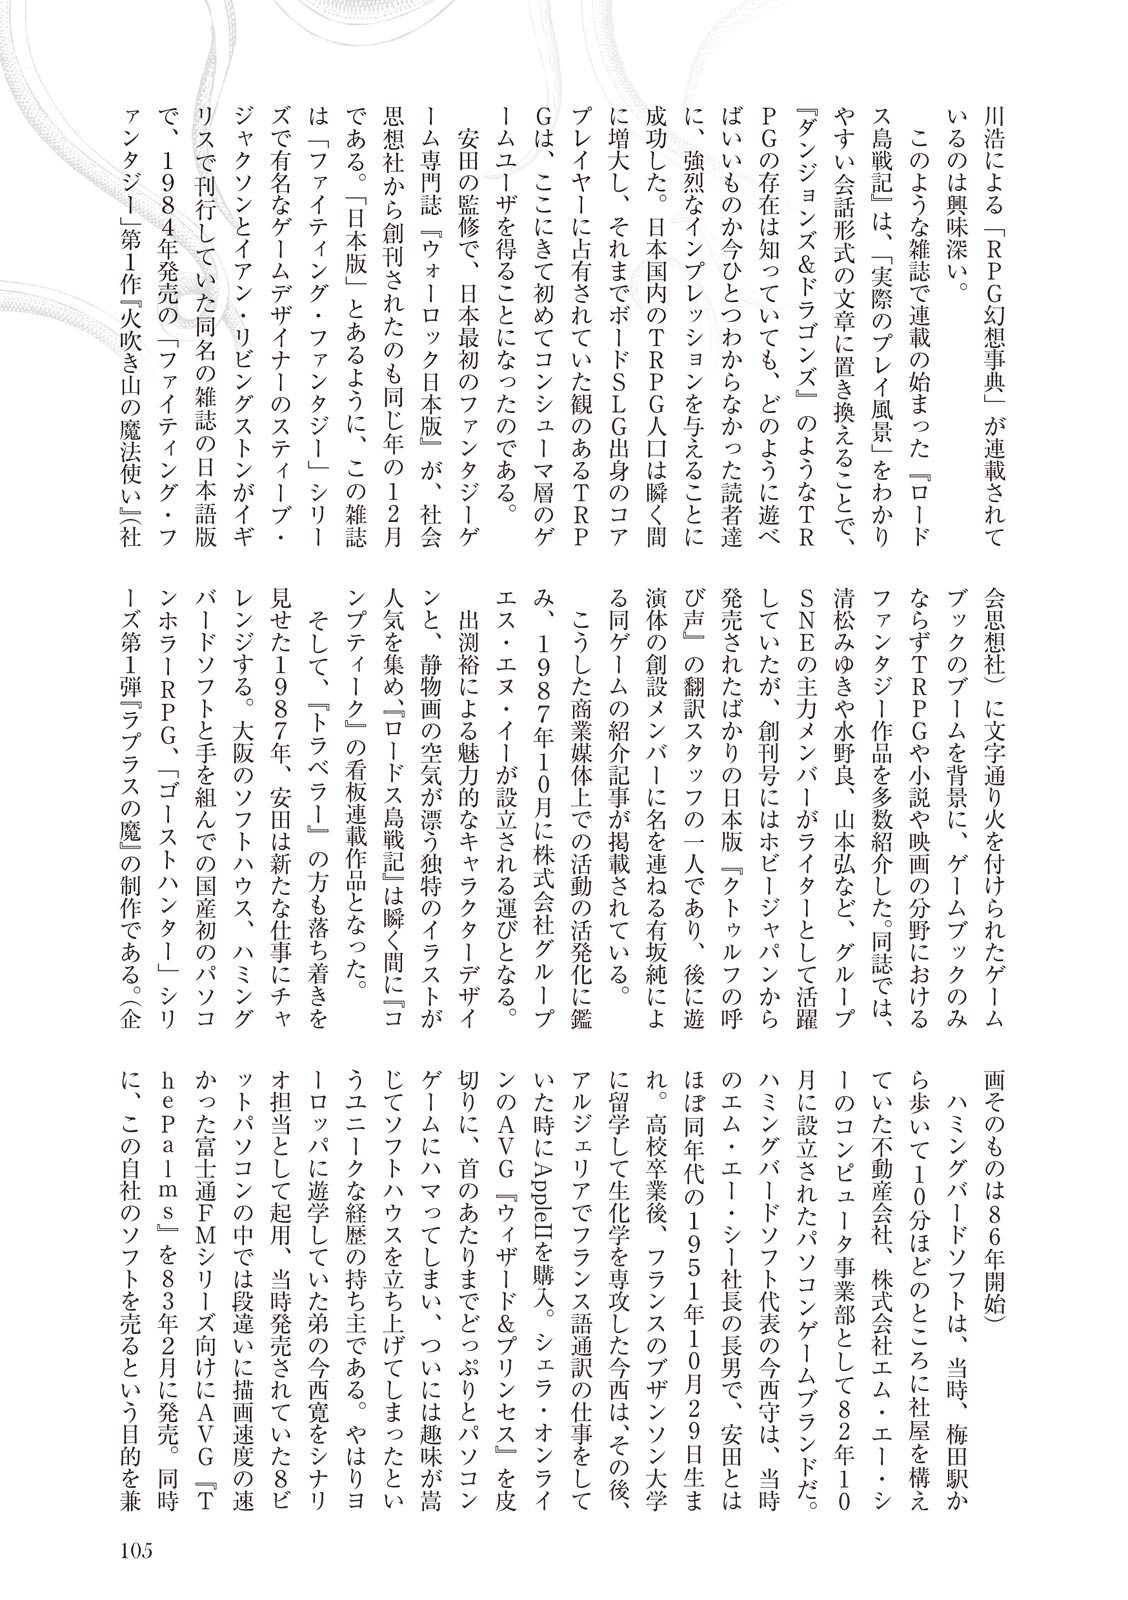 川浩による「ＲＰＧ幻想事典」が連載されて
いるのは興味深い。
　このような雑誌で連載の始まった『ロード
ス島戦記』は、「実際のプレイ風景」をわかり
やすい会話形式の文章に置き換えることで、
『ダンジョンズ＆ドラゴンズ』のようなＴＲ
ＰＧの存在は知っていても、どのように遊べ
ばいいものか今ひとつわからなかった読者達
に、強烈なインプレッションを与えることに
成功した。日本国内のＴＲＰＧ人口は瞬く間
に増大し、それまでボードＳＬＧ出身のコア
プレイヤーに占有されていた観のあるＴＲＰ
Ｇは、ここにきて初めてコンシューマ層のゲ
ームユーザを得ることになったのである。
　安田の監修で、日本最初のファンタジーゲ
ーム専門誌『ウォーロック日本版』が、社会
思想社から創刊されたのも同じ年の１２月
である。「日本版」とあるように、この雑誌
は「ファイティング・ファンタジー」シリー
ズで有名なゲームデザイナーのスティーブ・
ジャクソンとイアン・リビングストンがイギ
リスで刊行していた同名の雑誌の日本語版
で、１９８４年発売の「ファイティング・フ
ァンタジー」第１作『火吹き山の魔法使い』（社
会思想社）に文字通り火を付けられたゲーム
ブックのブームを背景に、ゲームブックのみ
ならずＴＲＰＧや小説や映画の分野における
ファンタジー作品を多数紹介した。同誌では、
清松みゆきや水野良、山本弘など、グループ
ＳＮＥの主力メンバーがライターとして活躍
していたが、創刊号にはホビージャパンから
発売されたばかりの日本版『クトゥルフの呼
び声』の翻訳スタッフの一人であり、後に遊
演体の創設メンバーに名を連ねる有坂純によ
る同ゲームの紹介記事が掲載されている。
　こうした商業媒体上での活動の活発化に鑑
み、１９８７年１０月に株式会社グループ
エス・エヌ・イーが設立される運びとなる。
　出渕裕による魅力的なキャラクターデザイ
ンと、静物画の空気が漂う独特のイラストが
人気を集め、『ロードス島戦記』は瞬く間に『コ
ンプティーク』の看板連載作品となった。
　そして、『トラベラー』の方も落ち着きを
見せた１９８７年、安田は新たな仕事にチャ
レンジする。大阪のソフトハウス、ハミング
バードソフトと手を組んでの国産初のパソコ
ンホラーＲＰＧ、「ゴーストハンター」シリ
ーズ第１弾『ラプラスの魔』の制作である。（企
画そのものは８６年開始）
　ハミングバードソフトは、当時、梅田駅か
ら歩いて１０分ほどのところに社屋を構え
ていた不動産会社、株式会社エム・エー・シ
ーのコンピュータ事業部として８２年１０
月に設立されたパソコンゲームブランドだ。
ハミングバードソフト代表の今西守は、当時
のエム・エー・シー社長の長男で、安田とは
ほぼ同年代の１９５１年１０月２９日生ま
れ。高校卒業後、フランスのブザンソン大学
に留学して生化学を専攻した今西は、その後、
アルジェリアでフランス語通訳の仕事をして
いた時にAppleIIを購入。シェラ・オンライ
ンのＡＶＧ『ウィザード＆プリンセス』を皮
切りに、首のあたりまでどっぷりとパソコン
ゲームにハマってしまい、ついには趣味が嵩
じてソフトハウスを立ち上げてしまったとい
うユニークな経歴の持ち主である。やはりヨ
ーロッパに遊学していた弟の今西寛をシナリ
オ担当として起用、当時発売されていた８ビ
ットパソコンの中では段違いに描画速度の速
かった富士通ＦＭシリーズ向けにＡＶＧ『Ｔ
ｈｅＰａｌｍｓ』を８３年２月に発売。同時
に、この自社のソフトを売るという目的を兼
105